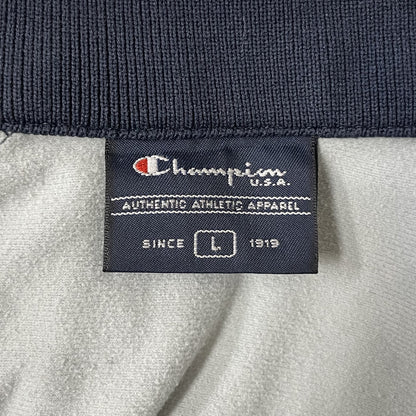 Champion
U.S.A.
AUTHENTIC ATHLETIC APPAREL
SINCE L 1919